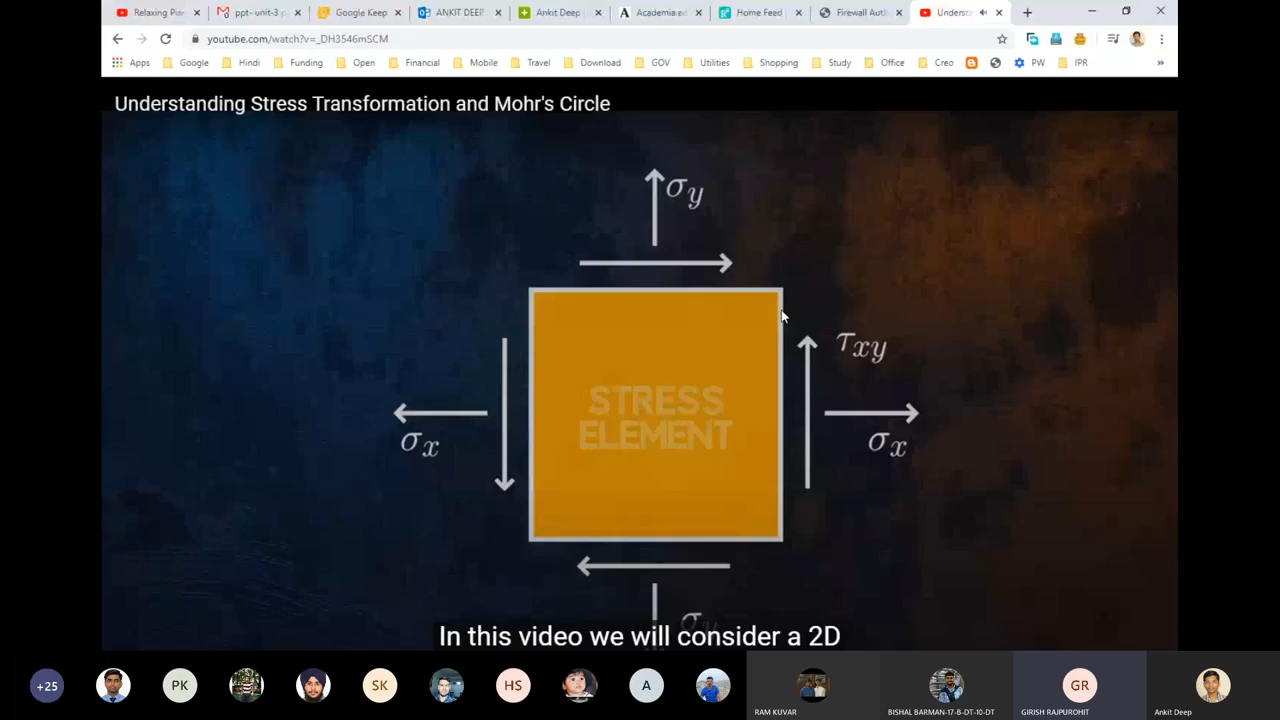 Relaxing Pia
ppt- unit-3 p
Google Keep
ANKIT DEEP
Ankit Deep (
Academia.ed
Home Feed
Firewall Auth
Underst
youtube.com/watch?v=_DH3546mSCM
Apps Google Hindi Funding Open Financial Mobile Travel Download GOV Utilities Shopping Study Office Creo PW IPR
Understanding Stress Transformation and Mohr's Circle
σy
τxy
σx
σx
STRESS
ELEMENT
σy
In this video we will consider a 2D
+25
PK
SK
HS
A
GR
RAM KUVAR
BISHAL BARMAN-17-B-DT-10-DT
GIRISH RAJPUROHIT
Ankit Deep